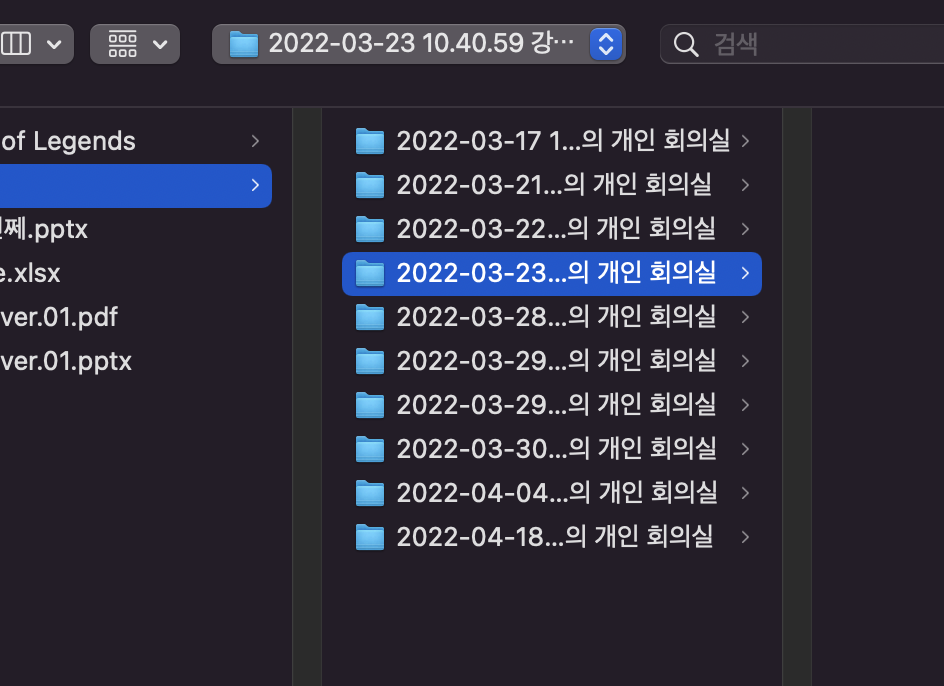 2022-03-23 10.40.59 강…
검색
of Legends
쩨.pptx
e.xlsx
ver.01.pdf
ver.01.pptx
2022-03-17 1...의 개인 회의실
2022-03-21...의 개인 회의실
2022-03-22...의 개인 회의실
2022-03-23...의 개인 회의실
2022-03-28...의 개인 회의실
2022-03-29...의 개인 회의실
2022-03-29...의 개인 회의실
2022-03-30...의 개인 회의실
2022-04-04...의 개인 회의실
2022-04-18...의 개인 회의실